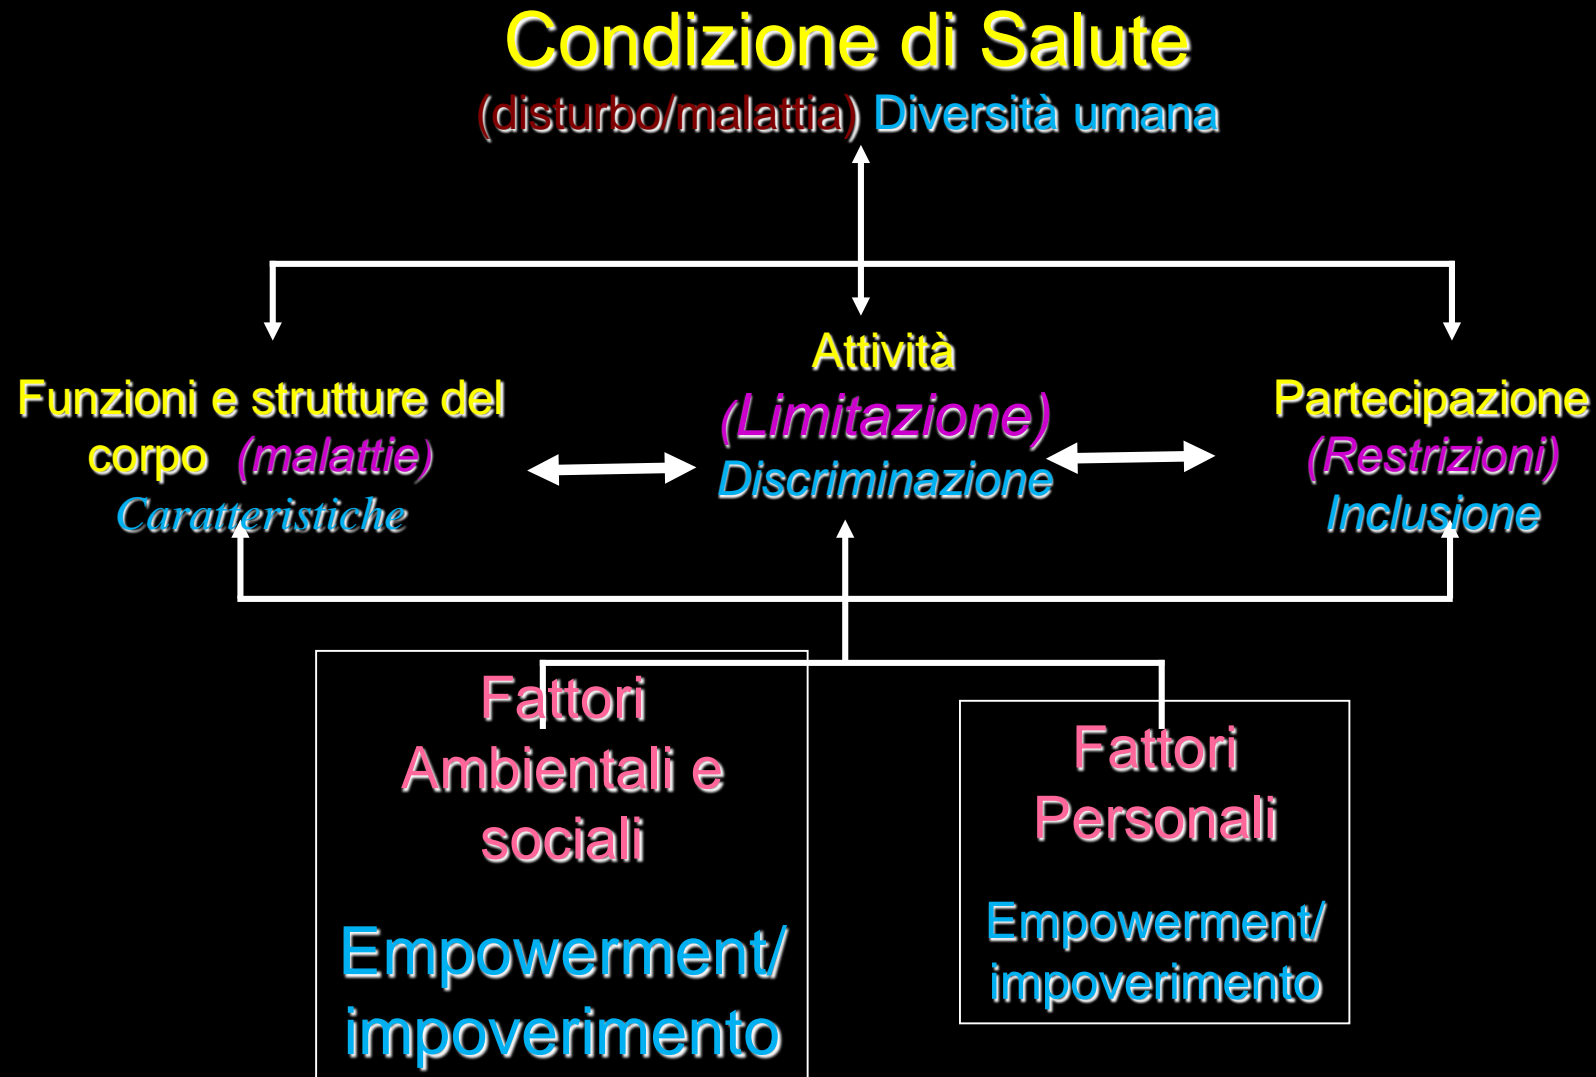 Condizione di Salute
(disturbo/malattia) Diversità umana
Funzioni e strutture del
corpo (malattie)
Caratteristiche
Attività
(Limitazione)
Discriminazione
Partecipazione
(Restrizioni)
Inclusione
Fattori
Ambientali e
sociali
Empowerment/
impoverimento
Fattori
Personali
Empowerment/
impoverimento